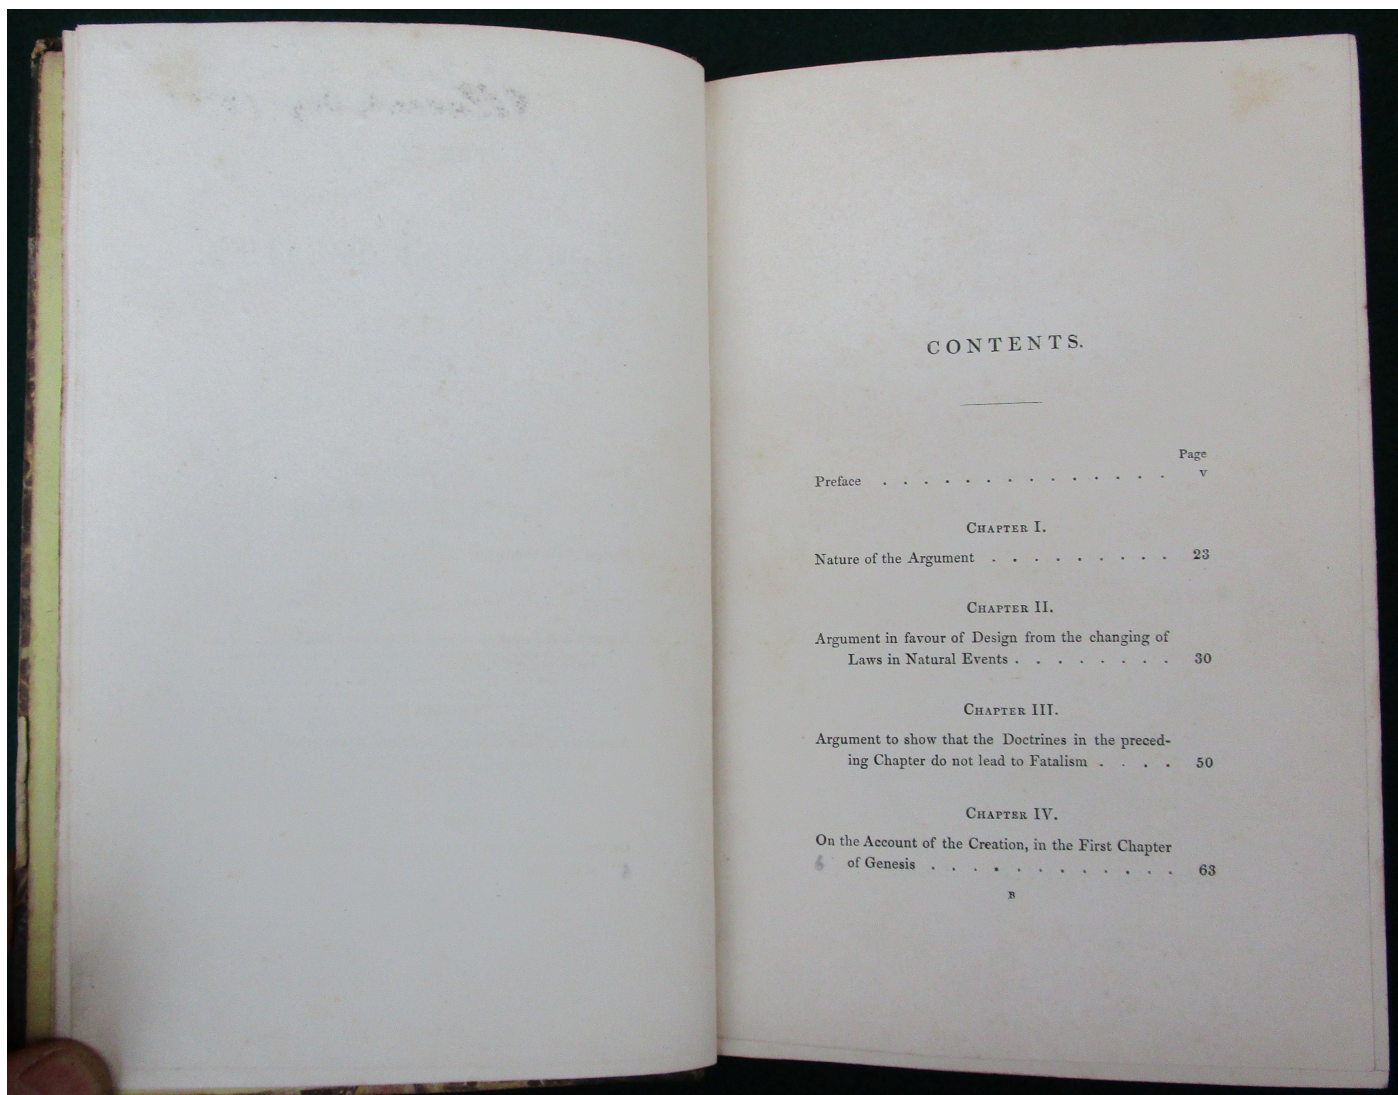 CONTENTS.
Page
Preface . . . . . . . . . . . . . . v
CHAPTER I.
Nature of the Argument . . . . . . . . . 23
CHAPTER II.
Argument in favour of Design from the changing of
Laws in Natural Events . . . . . . . . 30
CHAPTER III.
Argument to show that the Doctrines in the preced-
ing Chapter do not lead to Fatalism . . . . 50
CHAPTER IV.
On the Account of the Creation, in the First Chapter
of Genesis . . . . . . . . . . . . 63
B